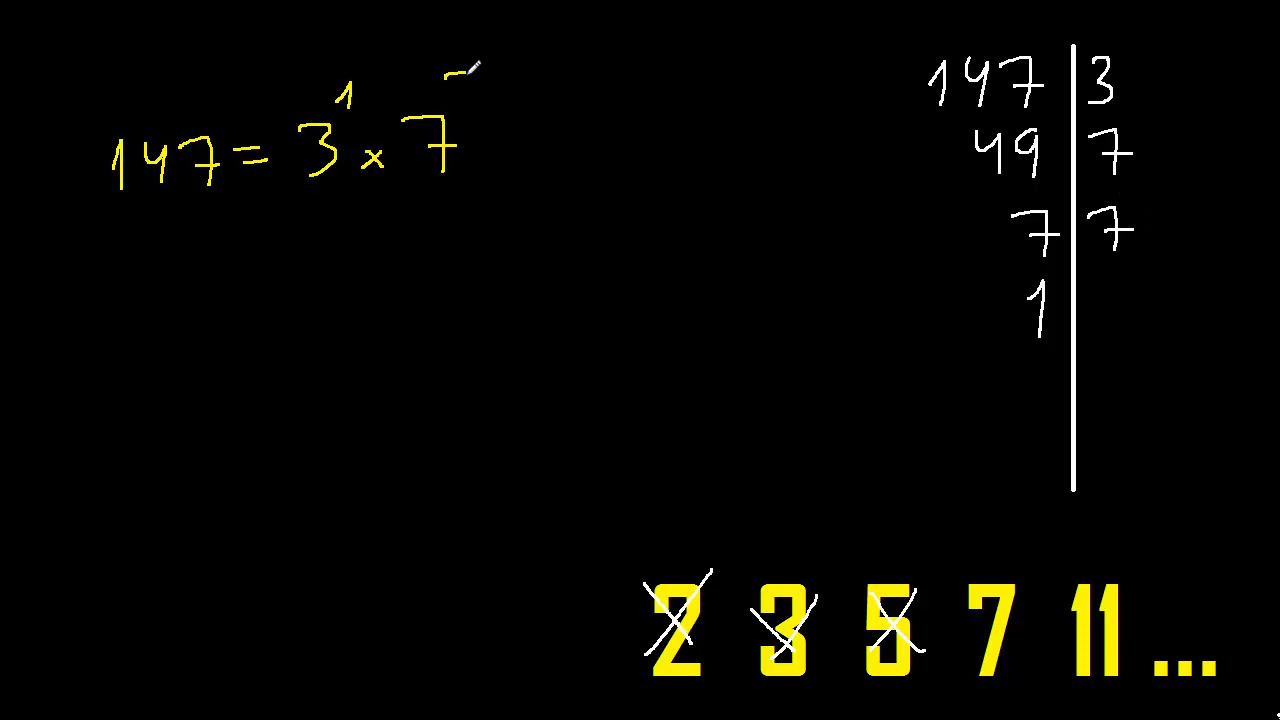 147 = 3¹ × 7
147 | 3
49 | 7
7 | 7
1
2 3 5 7 11 ...